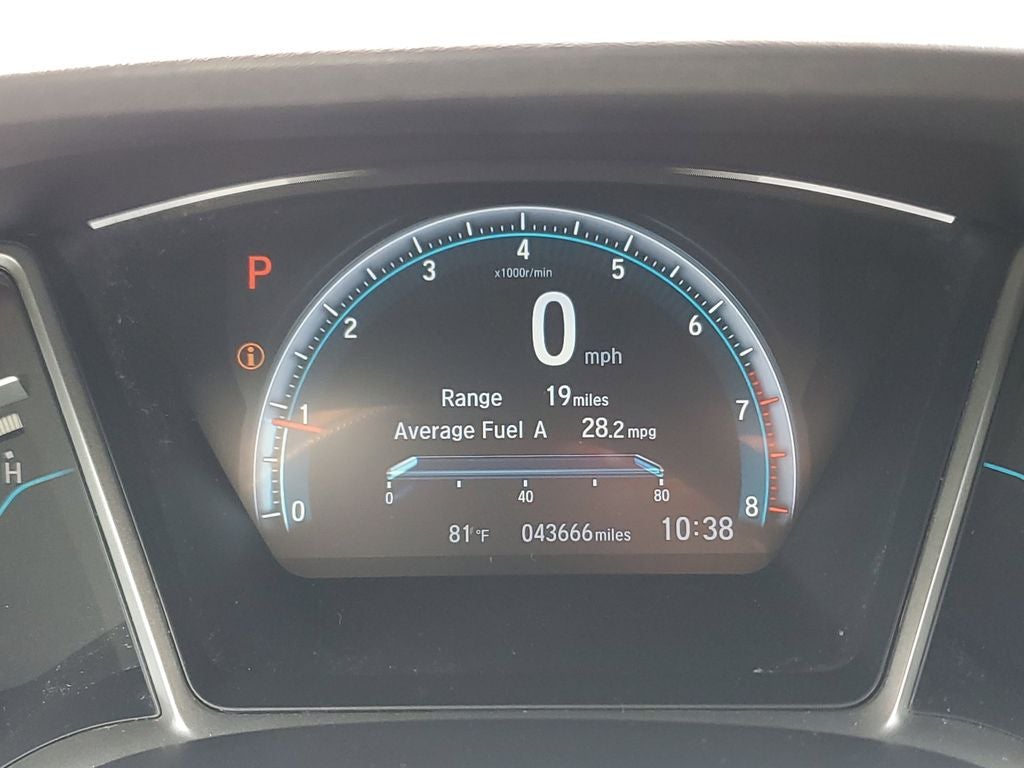 P
4
3
5
x1000r/min
2
6
0 mph
i
Range 19 miles
1
7
Average Fuel A 28.2 mpg
H
0
8
0 40 80
81°F 043666 miles 10:38